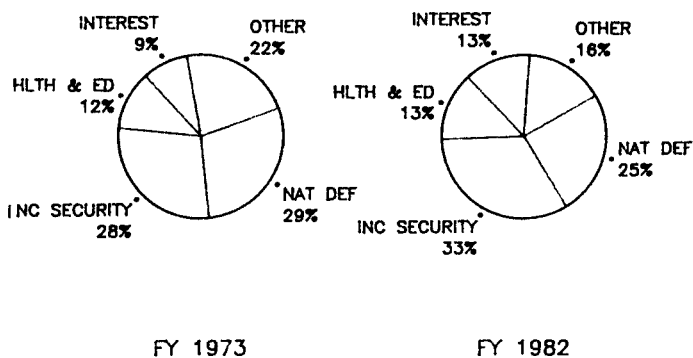 INTEREST
9%
OTHER
22%
HLTH & ED
12%
NAT DEF
29%
INC SECURITY
28%
FY 1973
INTEREST
13%
OTHER
16%
HLTH & ED
13%
NAT DEF
25%
INC SECURITY
33%
FY 1982